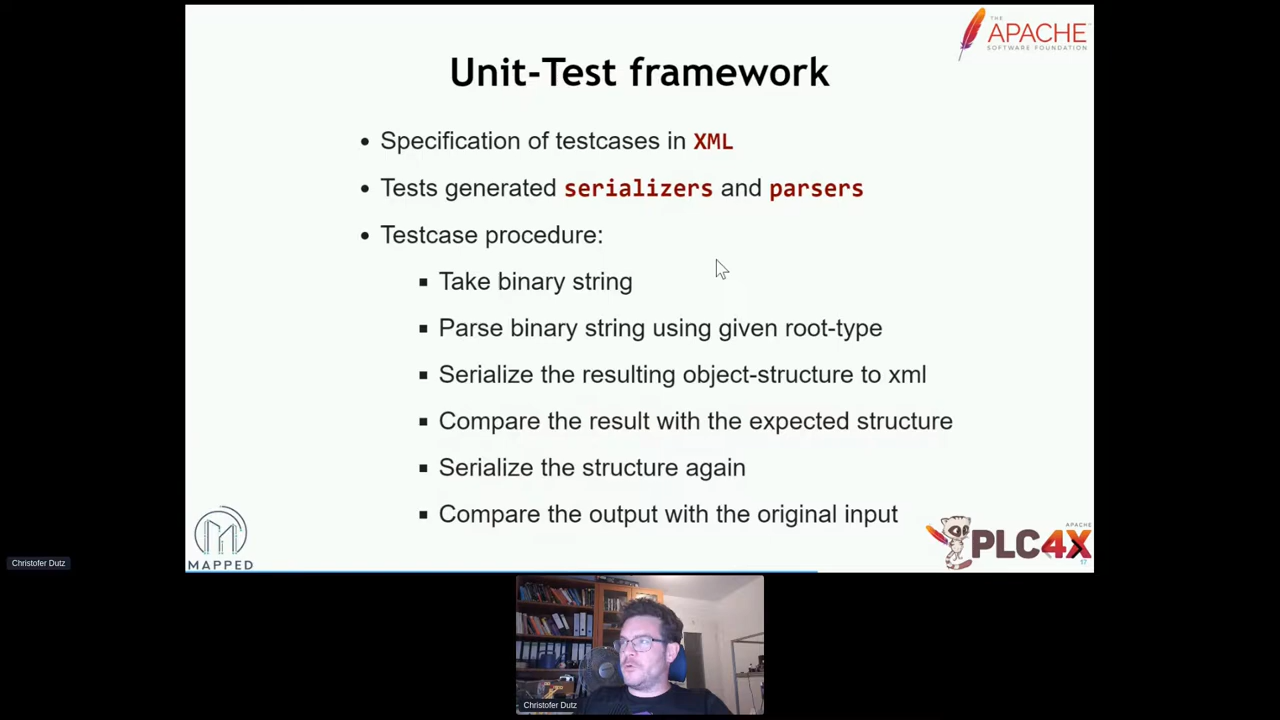 THE
APACHE
SOFTWARE FOUNDATION
Unit-Test framework
Specification of testcases in XML
Tests generated serializers and parsers
Testcase procedure:
Take binary string
Parse binary string using given root-type
Serialize the resulting object-structure to xml
Compare the result with the expected structure
Serialize the structure again
Compare the output with the original input
MAPPED
APACHE
PLC4X
17
Christofer Dutz
Christofer Dutz